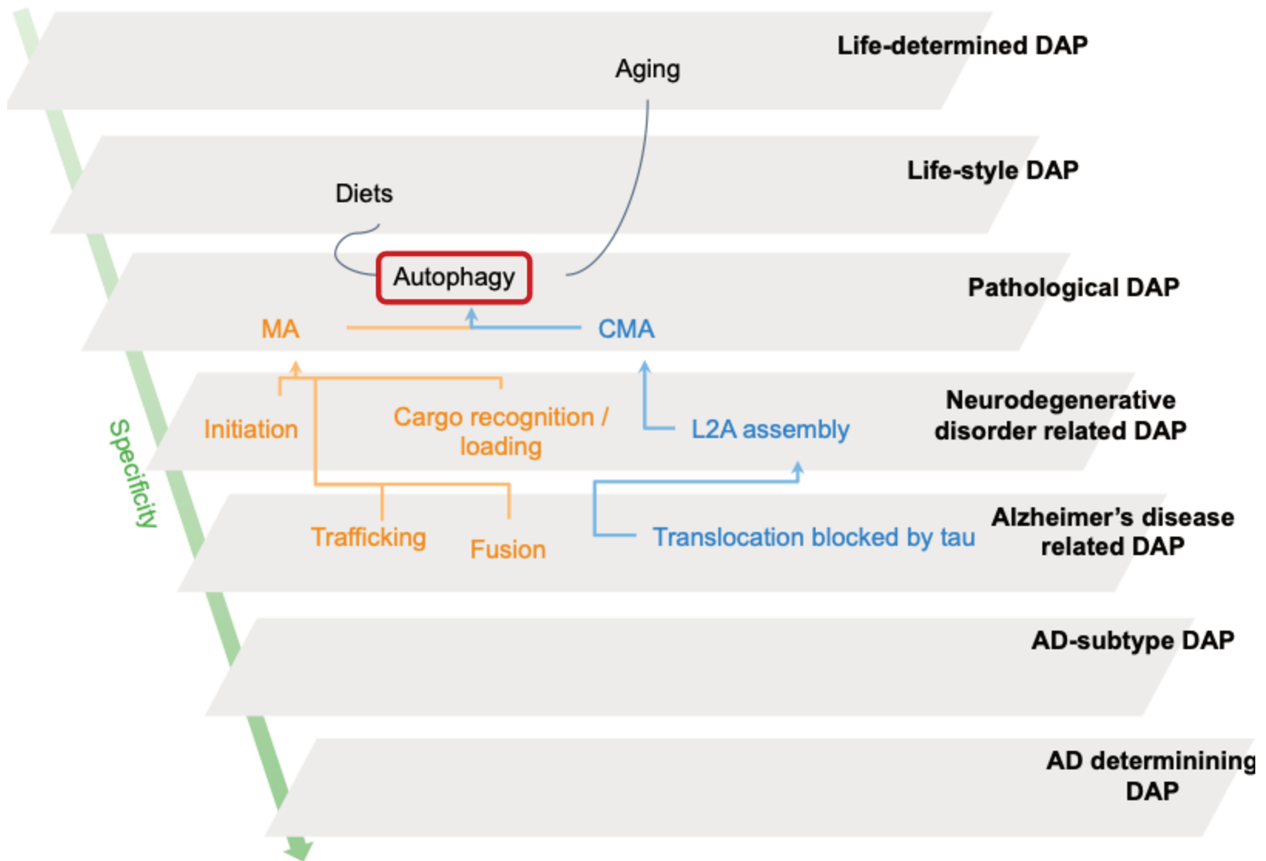 Life-determined DAP
Aging
Life-style DAP
Diets
Autophagy
Pathological DAP
MA
CMA
Neurodegenerative
disorder related DAP
Initiation
Cargo recognition /
loading
L2A assembly
Specificity
Alzheimer’s disease
related DAP
Trafficking
Fusion
Translocation blocked by tau
AD-subtype DAP
AD determinining
DAP